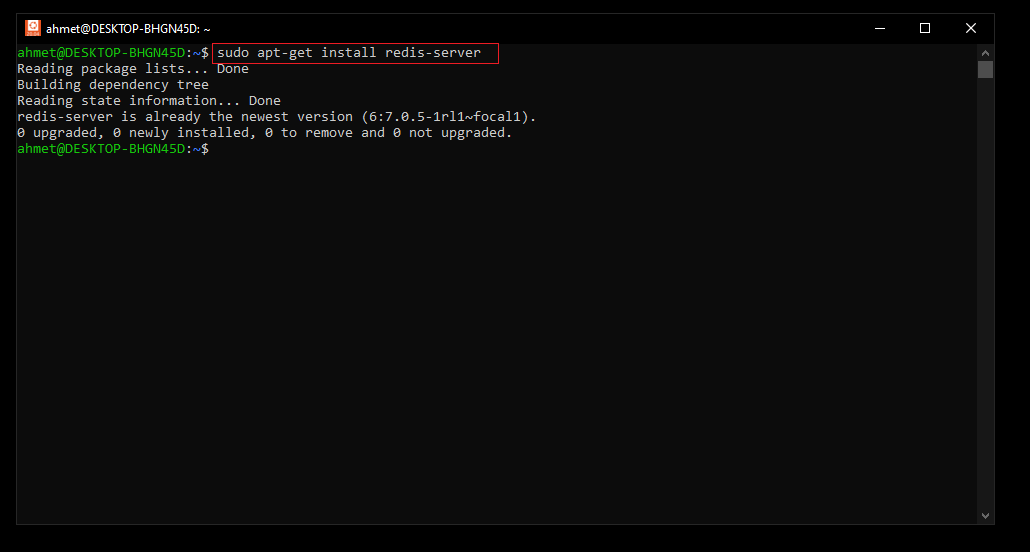 ahmet@DESKTOP-BHGN45D: ~
ahmet@DESKTOP-BHGN45D:~$ sudo apt-get install redis-server
Reading package lists... Done
Building dependency tree
Reading state information... Done
redis-server is already the newest version (6:7.0.5-1rl1~focal1).
0 upgraded, 0 newly installed, 0 to remove and 0 not upgraded.
ahmet@DESKTOP-BHGN45D:~$